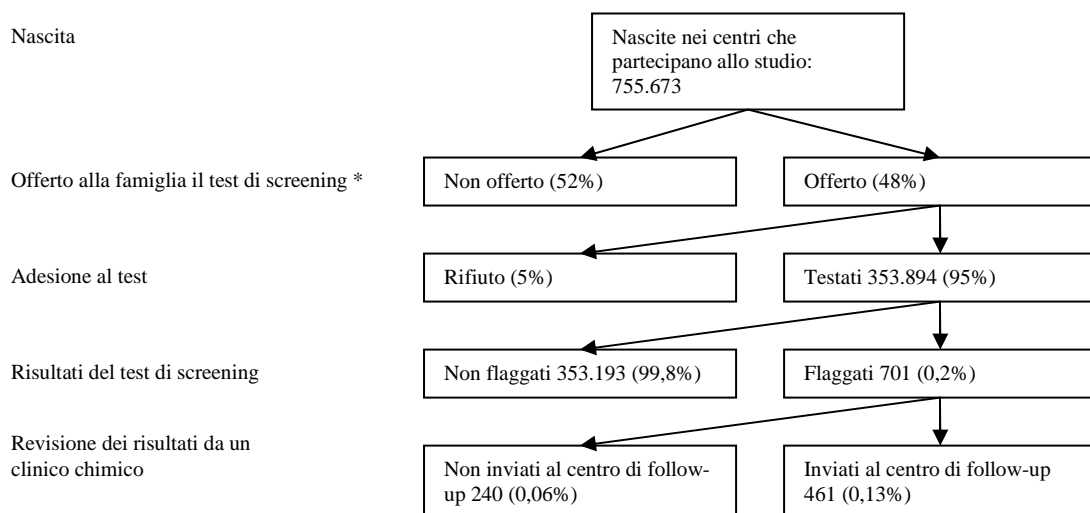 Nascita
Nascite nei centri che
partecipano allo studio:
755.673
Offerto alla famiglia il test di screening *
Non offerto (52%)
Offerto (48%)
Adesione al test
Rifiuto (5%)
Testati 353.894 (95%)
Risultati del test di screening
Non flaggati 353.193 (99,8%)
Flaggati 701 (0,2%)
Revisione dei risultati da un
clinico chimico
Non inviati al centro di follow-
up 240 (0,06%)
Inviati al centro di follow-up
461 (0,13%)